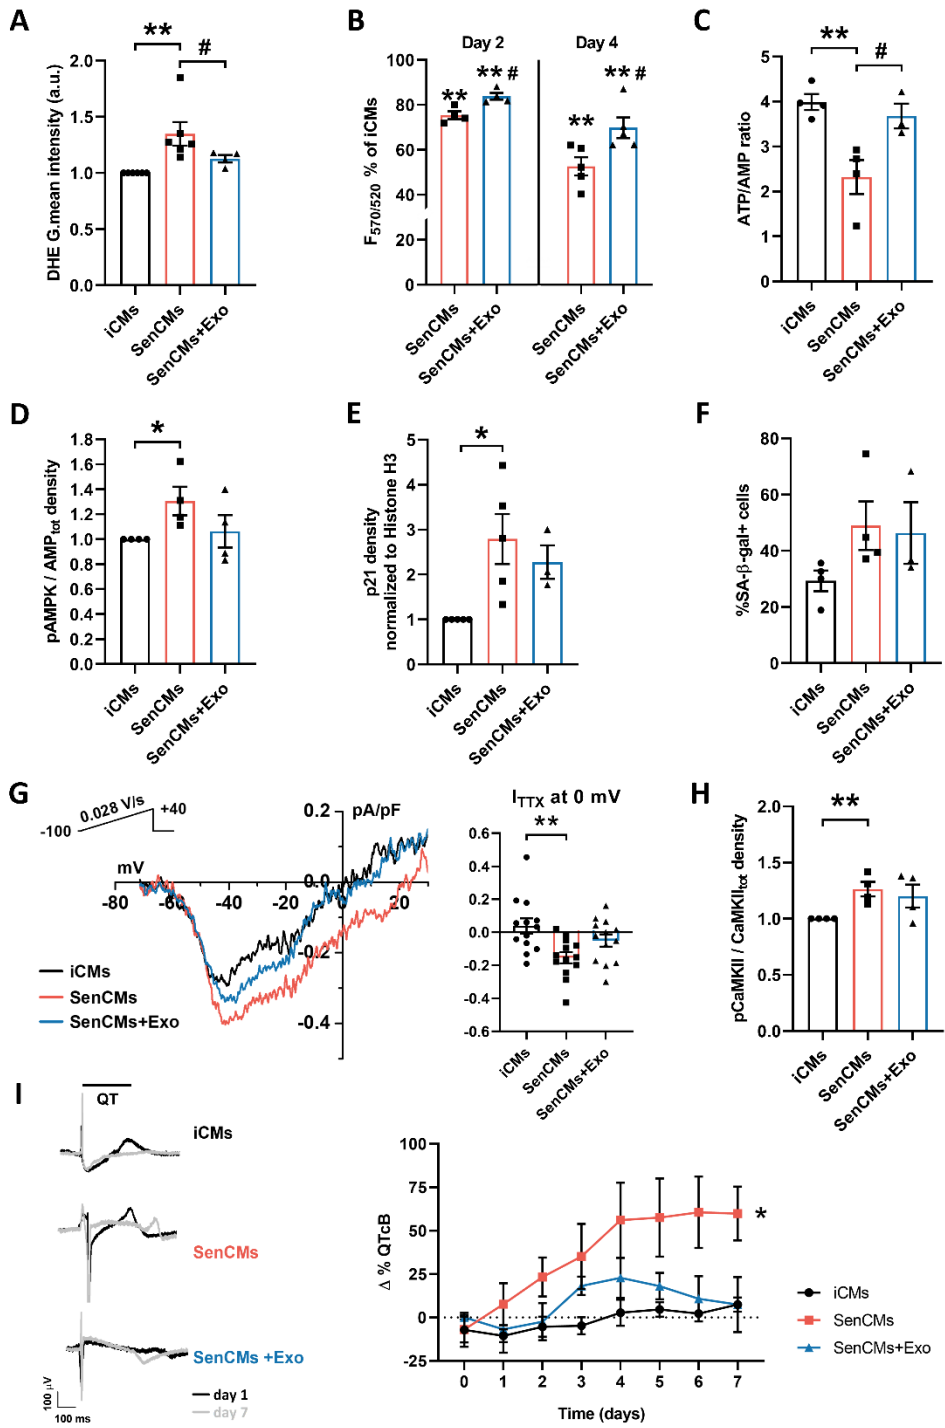 A
DHE G.mean intensity (a.u.)
2.0
1.5
1.0
0.5
0.0
**
#
iCMs
SenCMs
SenCMs+Exo
B
F570/520 % of iCMs
Day 2
Day 4
100
80
60
40
20
0
**
** #
**
** #
SenCMs
SenCMs+Exo
SenCMs
SenCMs+Exo
C
ATP/AMP ratio
5
4
3
2
1
0
**
#
iCMs
SenCMs
SenCMs+Exo
D
pAMPK / AMPtot density
1.8
1.6
1.4
1.2
1.0
0.8
0.6
0.4
0.2
0.0
*
iCMs
SenCMs
SenCMs+Exo
E
p21 density
normalized to Histone H3
5
4
3
2
1
0
*
iCMs
SenCMs
SenCMs+Exo
F
%SA-β-gal+ cells
80
60
40
20
0
iCMs
SenCMs
SenCMs+Exo
G
0.028 V/s
-100
+40
pA/pF
mV
0.2
0.0
-0.2
-0.4
-80
-60
-40
-20
20
iCMs
SenCMs
SenCMs+Exo
ITTX at 0 mV
**
0.6
0.4
0.2
0.0
-0.2
-0.4
-0.6
iCMs
SenCMs
SenCMs+Exo
H
pCaMKII / CaMKIItot density
2.0
1.5
1.0
0.5
0.0
**
iCMs
SenCMs
SenCMs+Exo
I
QT
iCMs
SenCMs
SenCMs +Exo
100 μV
100 ms
day 1
day 7
Δ % QTcB
100
75
50
25
0
-25
0 1 2 3 4 5 6 7
Time (days)
*
iCMs
SenCMs
SenCMs+Exo